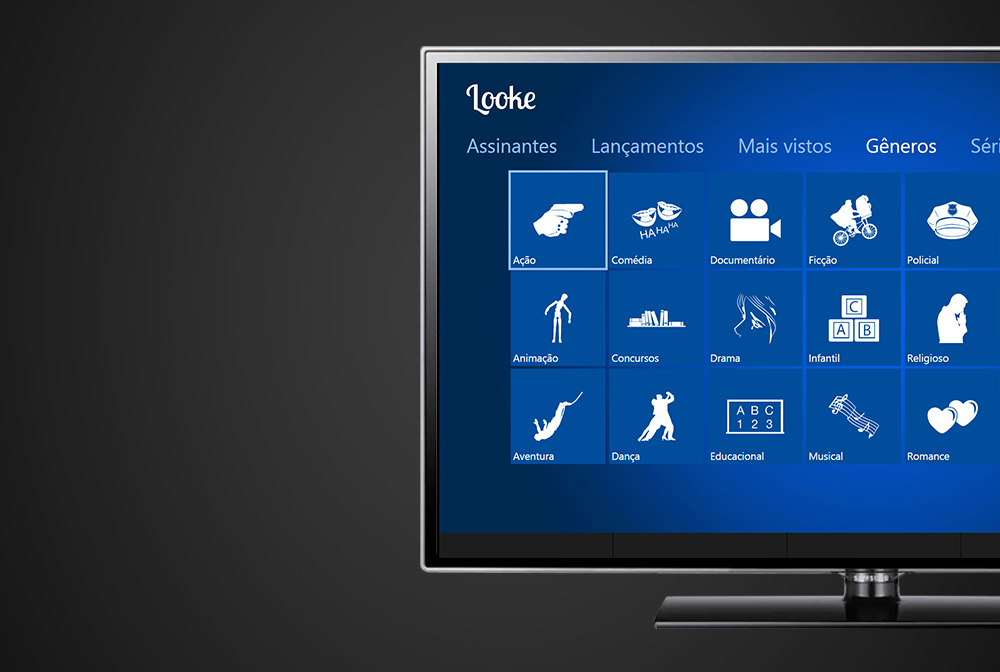 Looke
Assinantes Lançamentos Mais vistos Gêneros Séri
HA HA HA
Ação Comédia Documentário Ficção Policial
C
A B
Animação Concursos Drama Infantil Religioso
A B C
1 2 3
Aventura Dança Educacional Musical Romance